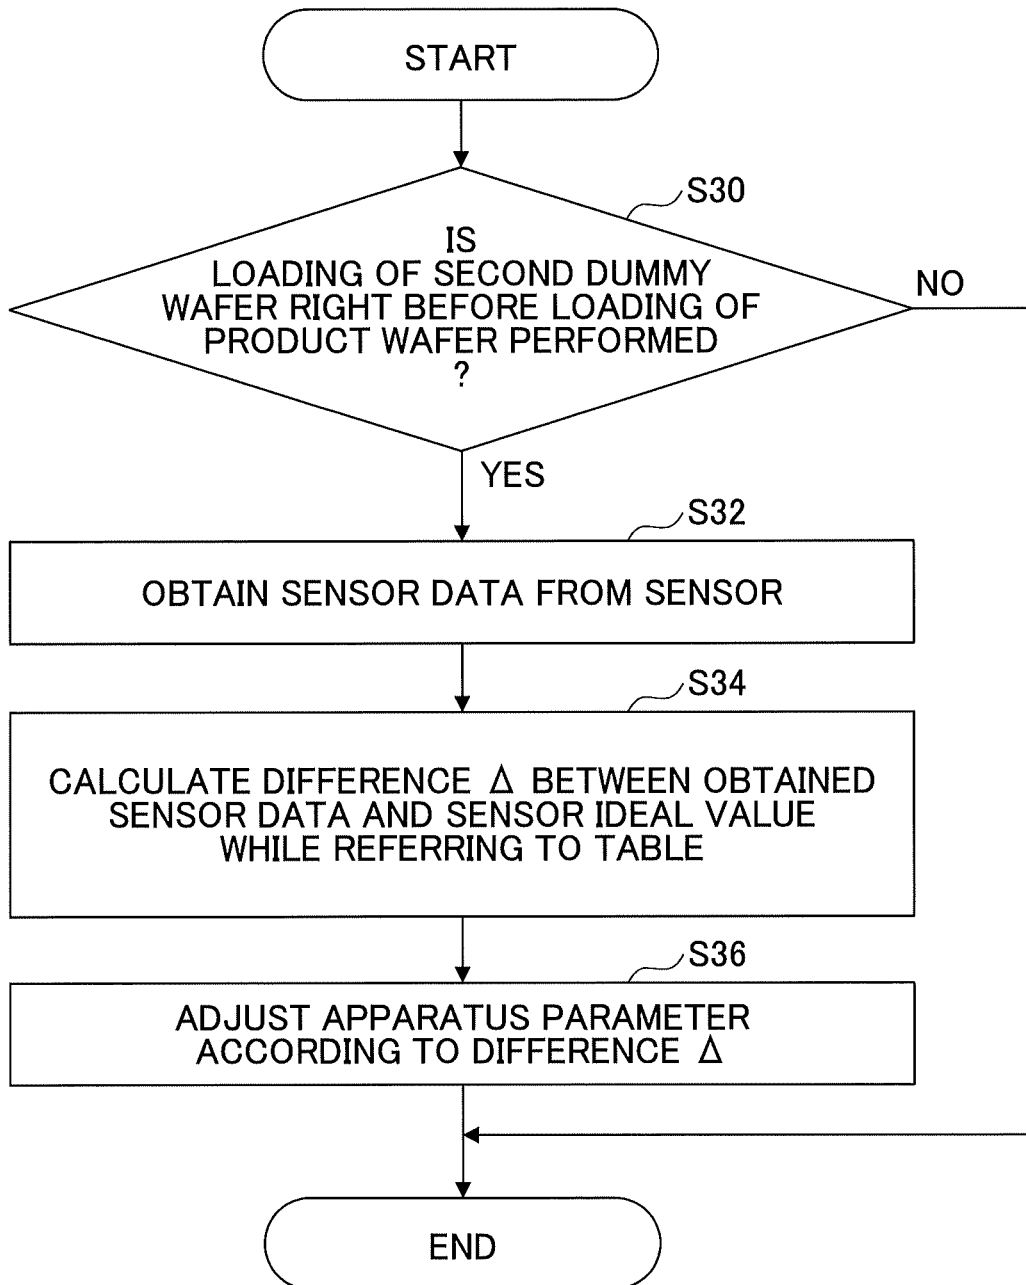 START
S30
IS
LOADING OF SECOND DUMMY
WAFER RIGHT BEFORE LOADING OF
PRODUCT WAFER PERFORMED
?
NO
YES
S32
OBTAIN SENSOR DATA FROM SENSOR
S34
CALCULATE DIFFERENCE Δ BETWEEN OBTAINED
SENSOR DATA AND SENSOR IDEAL VALUE
WHILE REFERRING TO TABLE
S36
ADJUST APPARATUS PARAMETER
ACCORDING TO DIFFERENCE Δ
END